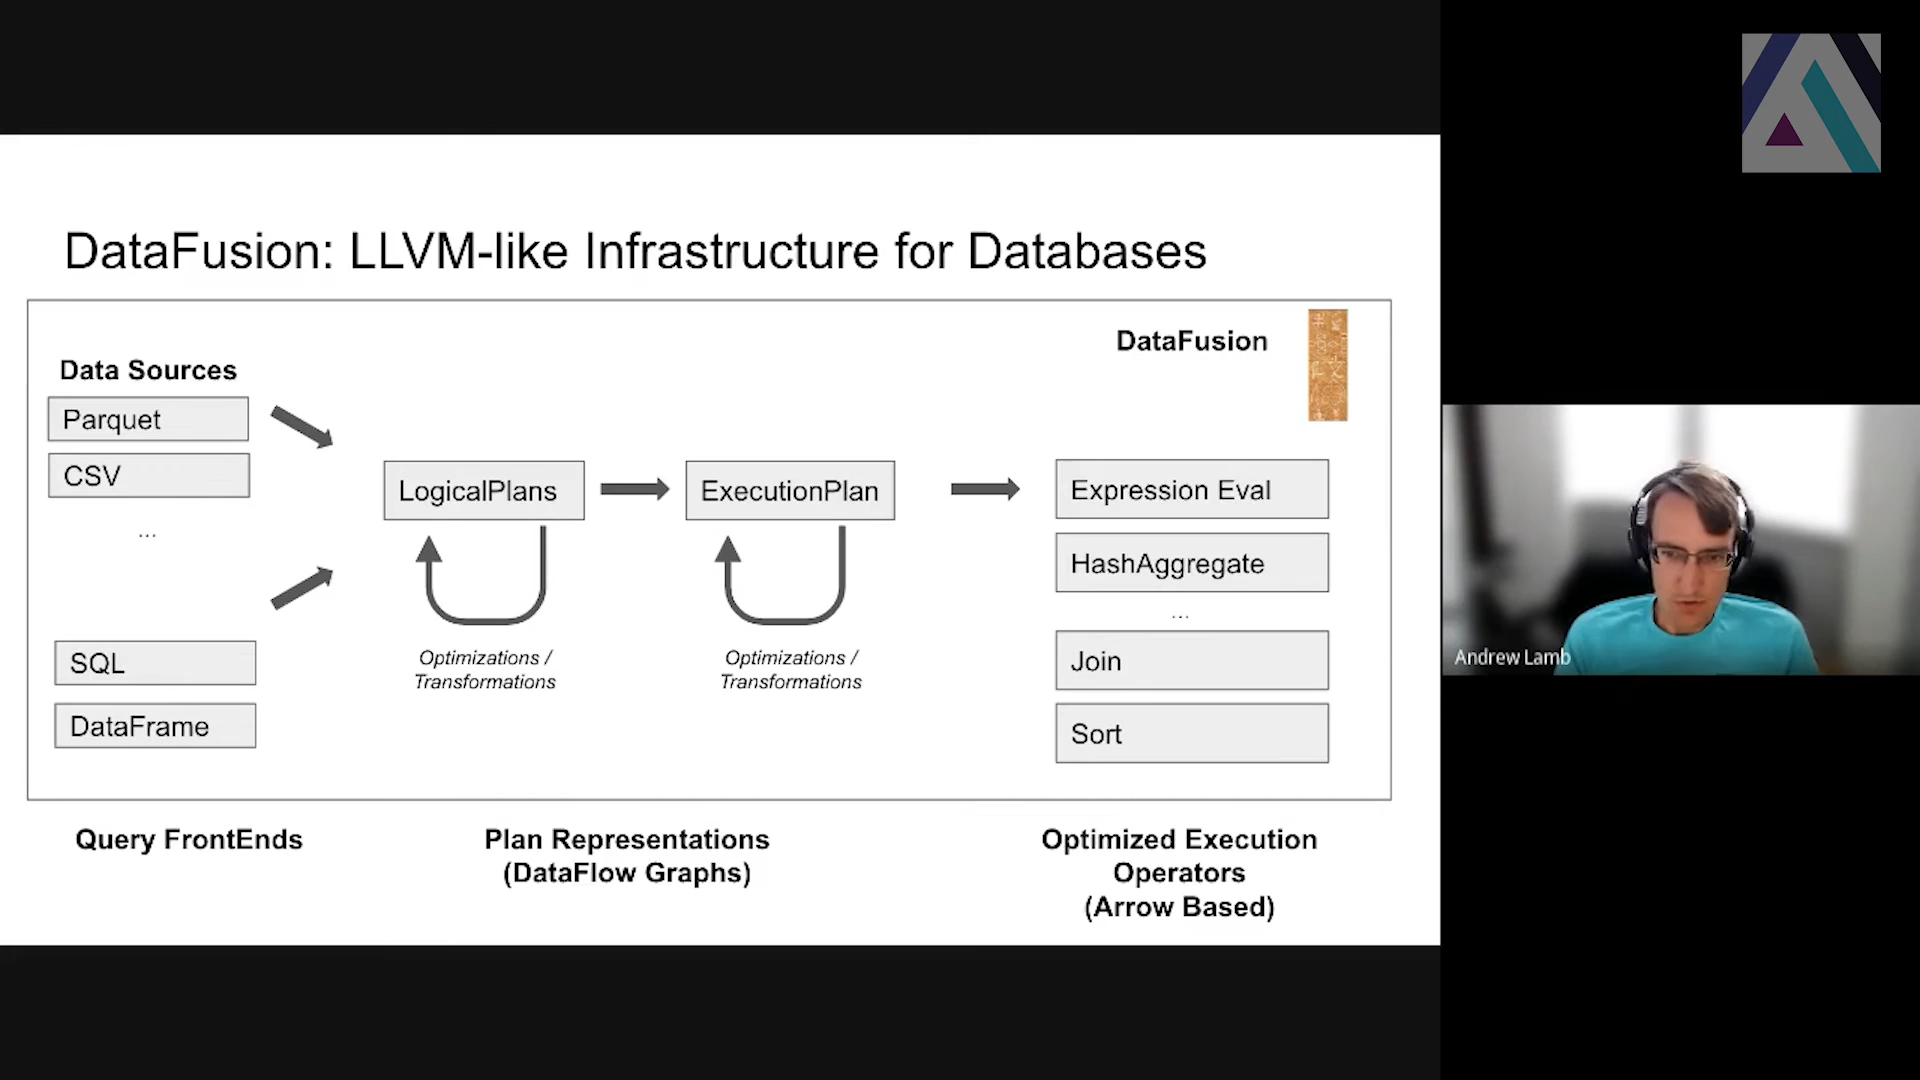 DataFusion: LLVM-like Infrastructure for Databases
DataFusion
Data Sources
Parquet
CSV
...
SQL
DataFrame
LogicalPlans
Optimizations /
Transformations
ExecutionPlan
Optimizations /
Transformations
Expression Eval
HashAggregate
...
Join
Sort
Query FrontEnds
Plan Representations
(DataFlow Graphs)
Optimized Execution
Operators
(Arrow Based)
Andrew Lamb